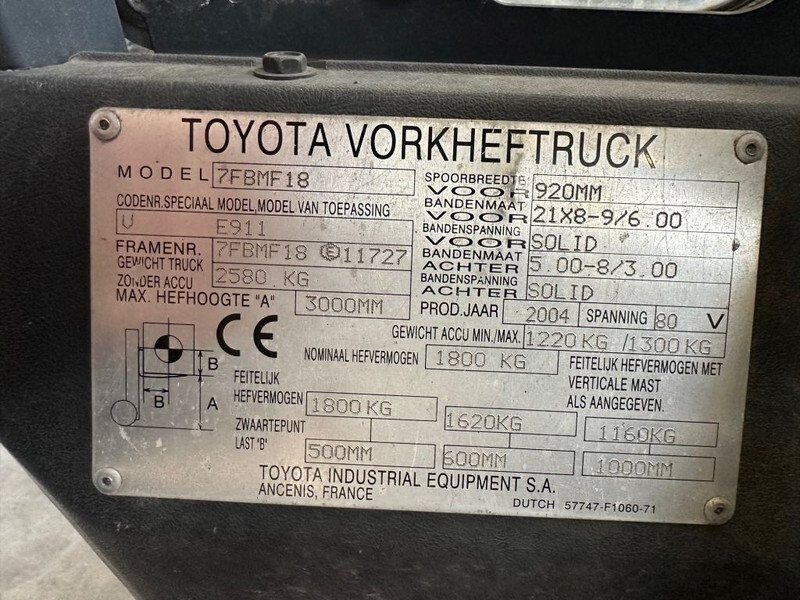 TOYOTA VORKHEFTRUCK
MODEL 7FBMF18
CODENR.SPECIAAL MODEL,MODEL VAN TOEPASSING
V E911
FRAMENR. 7FBMF18 E11727
GEWICHT TRUCK
ZONDER ACCU 2580 KG
MAX. HEFHOOGTE "A" 3000MM
SPOORBREEDTE
VOOR 920MM
BANDENMAAT
VOOR 21X8-9/6.00
BANDENSPANNING
VOOR SOLID
BANDENMAAT
ACHTER 5.00-8/3.00
BANDENSPANNING
ACHTER SOLID
PROD.JAAR 2004 SPANNING 80 V
GEWICHT ACCU MIN./MAX. 1220 KG /1300 KG
CE
NOMINAAL HEFVERMOGEN 1800 KG
FEITELIJK HEFVERMOGEN MET
VERTICALE MAST
ALS AANGEGEVEN.
B
B
A
FEITELIJK
HEFVERMOGEN 1800 KG 1620KG 1160KG
ZWAARTEPUNT
LAST "B" 500MM 600MM 1000MM
TOYOTA INDUSTRIAL EQUIPMENT S.A.
ANCENIS, FRANCE
DUTCH 57747-F1060-71